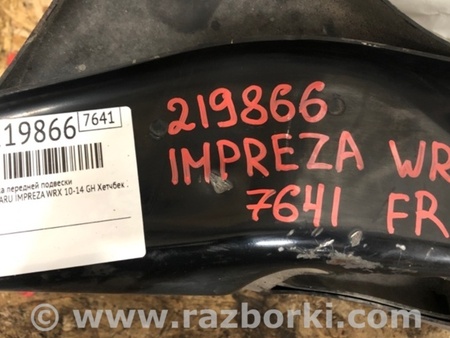 19866 7641
передней подвески
ARU IMPREZA WRX 10-14 GH Хетчбек
219866
IMPREZA WR
7641 FR
www.razborki.com